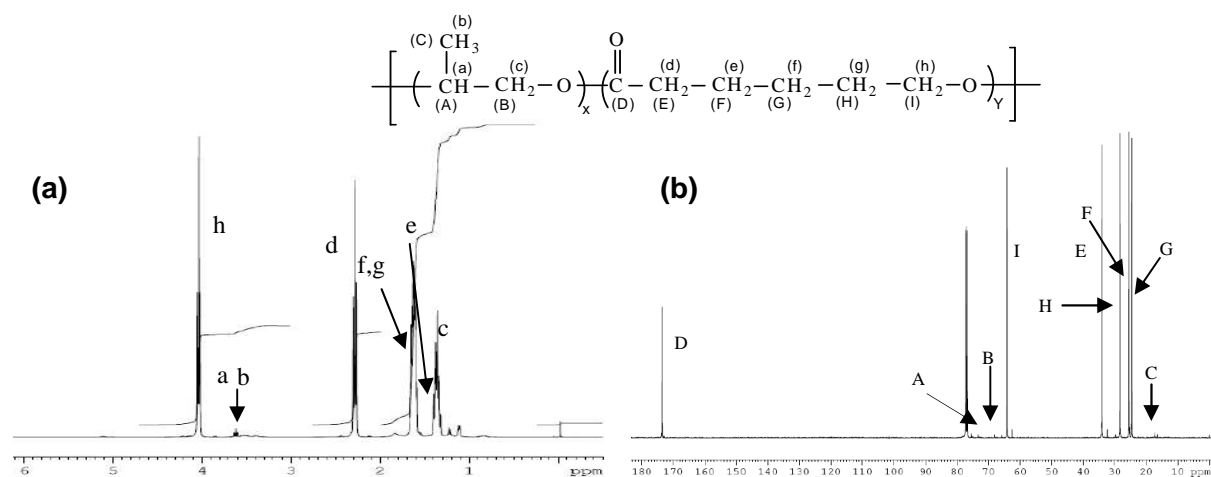 (b)
(C) CH3 O
(a) (c) (d) (e) (f) (g) (h)
[ ( CH — CH2 — O )x ( C — CH2 — CH2 — CH2 — CH2 — CH2 — O )Y ]
(A) (B) (D) (E) (F) (G) (H) (I)
(a)
h
a b
d
f,g
e
c
6 5 4 3 2 1 ppm
(b)
D
A
B
I
H
E
F
G
C
180 170 160 150 140 130 120 110 100 90 80 70 60 50 40 30 20 10 ppm